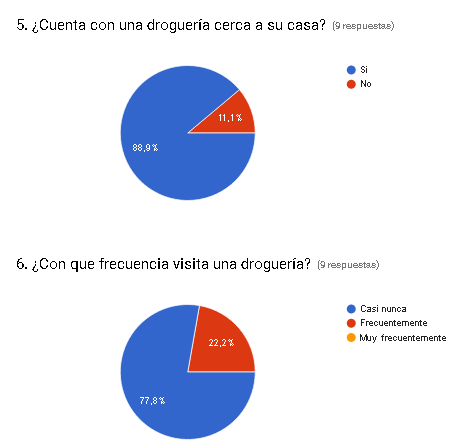 5. ¿Cuenta con una droguería cerca a su casa? (9 respuestas)
Si
No
11,1%
88,9%
6. ¿Con que frecuencia visita una droguería? (9 respuestas)
Casi nunca
Frecuentemente
Muy frecuentemente
22,2%
77,8%